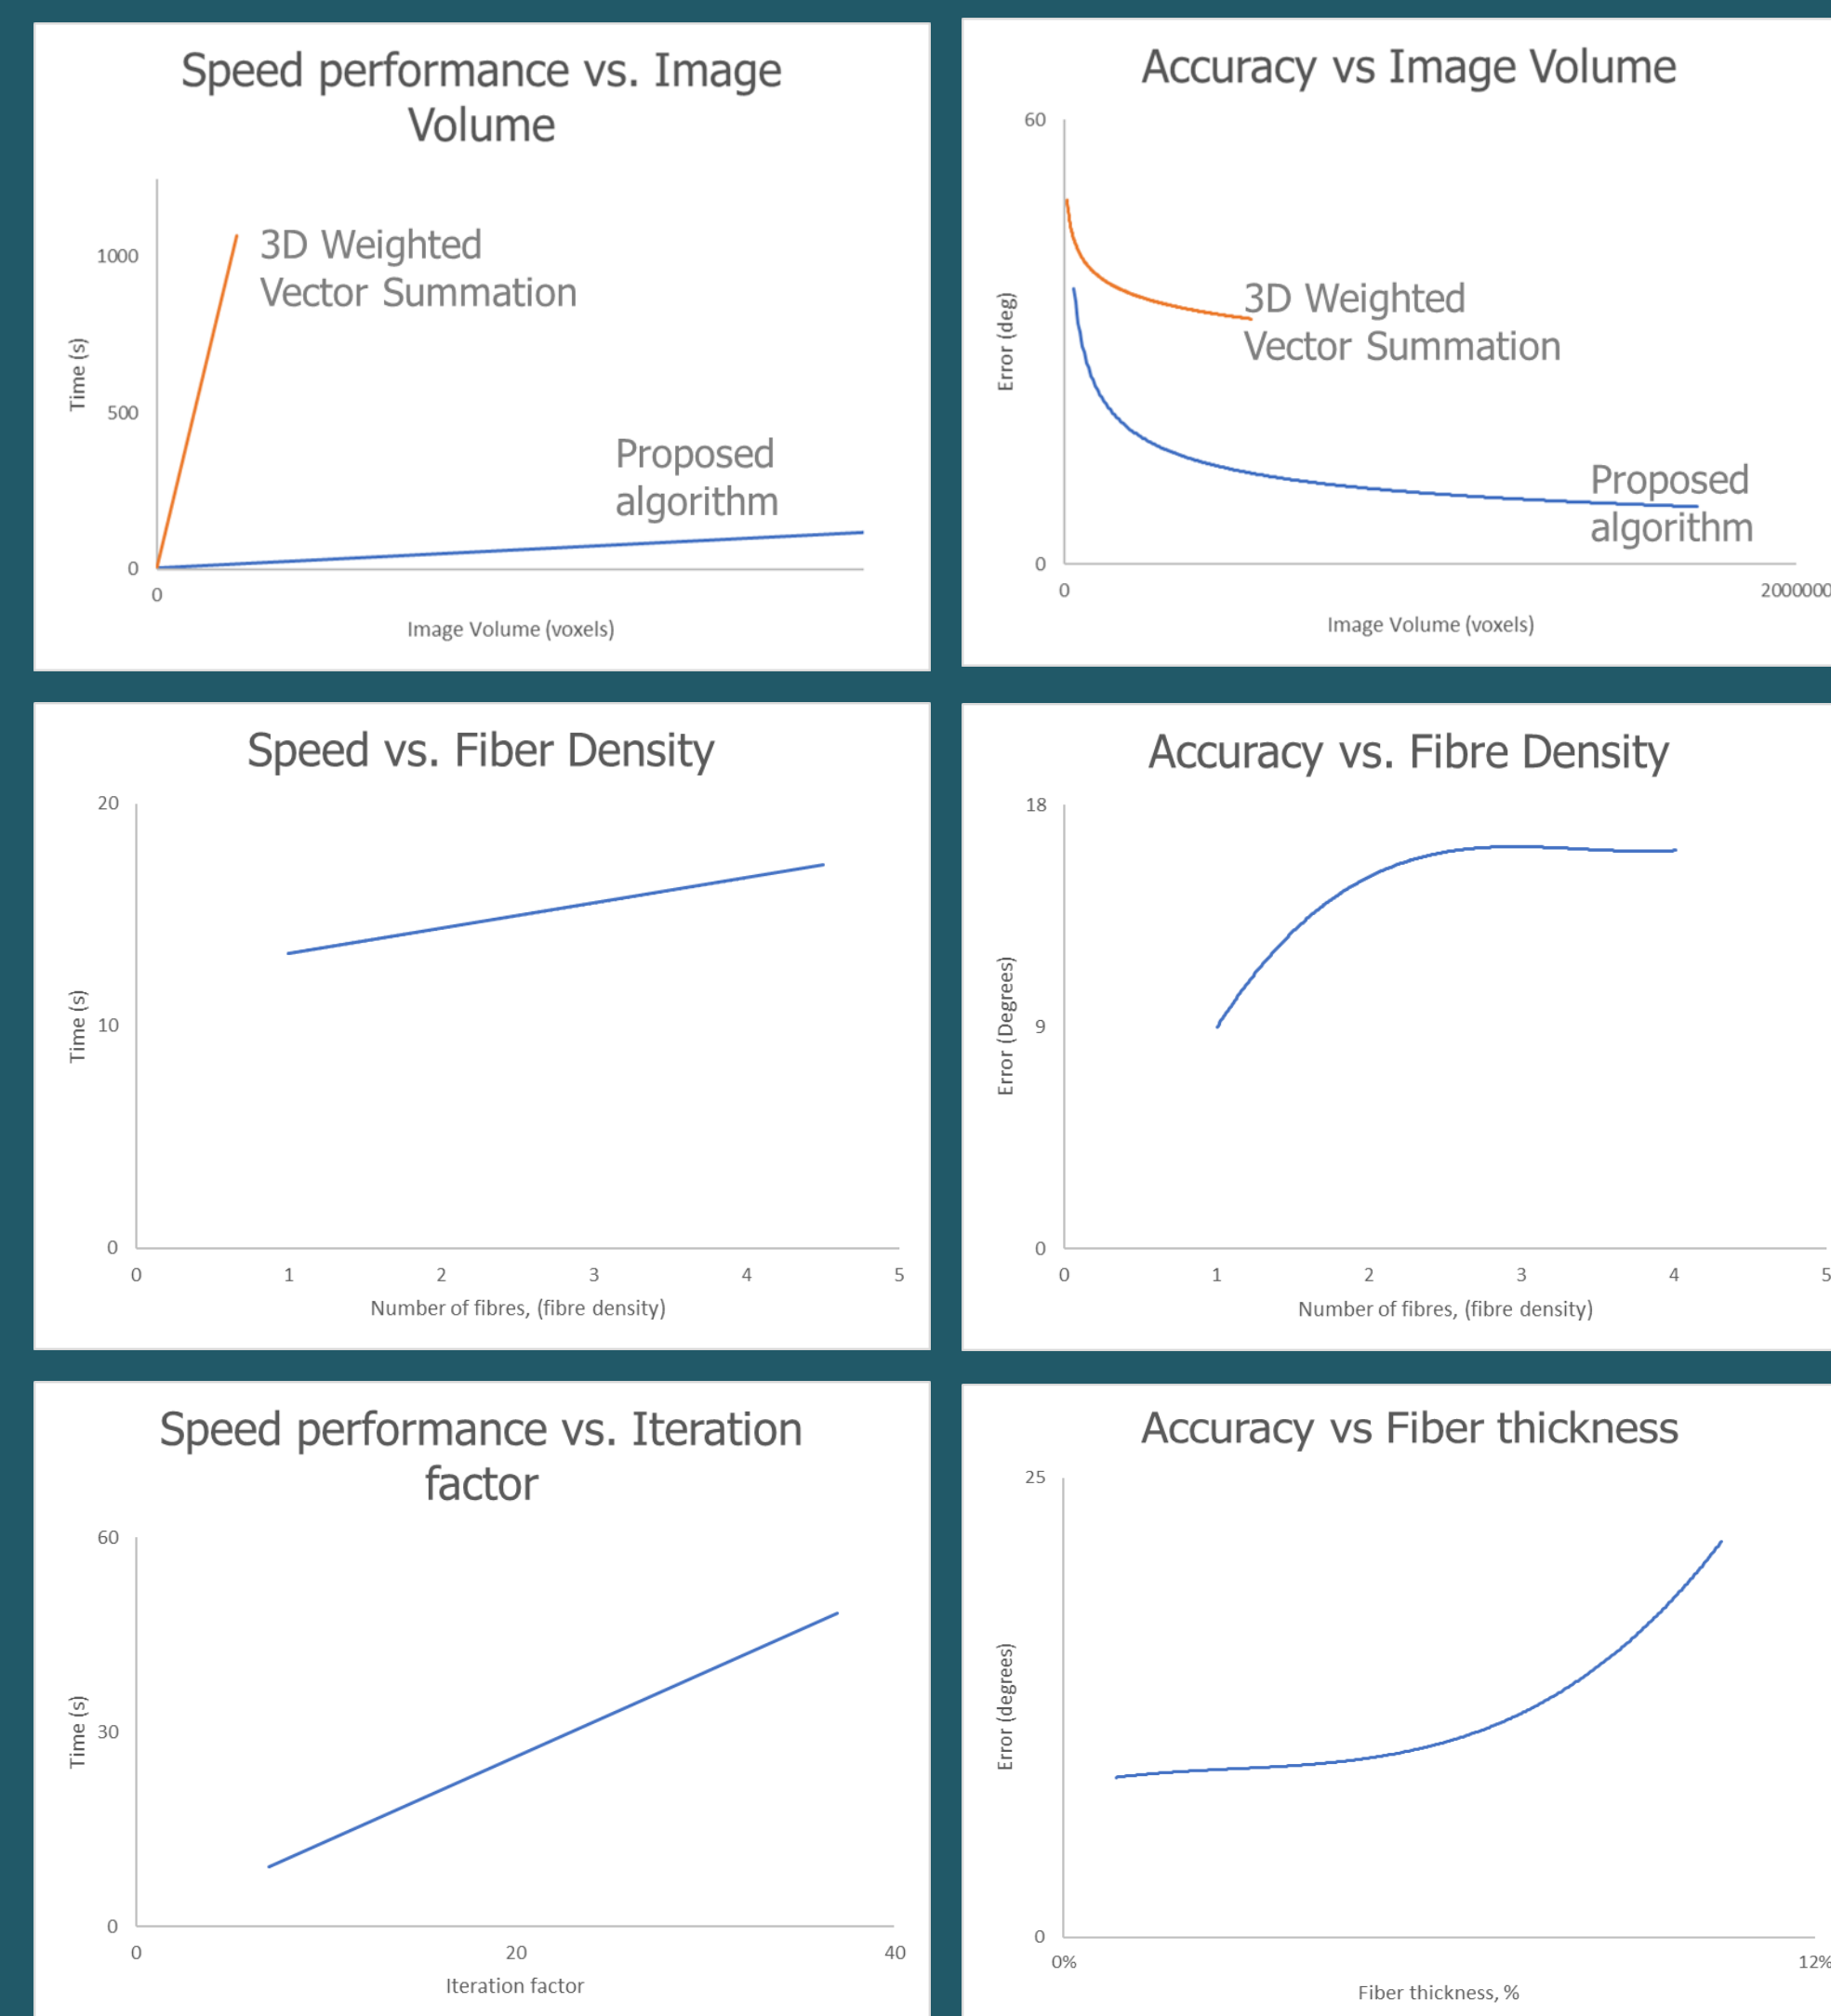 Speed performance vs. Image
Volume
1000
500
0
0
Time (s)
Image Volume (voxels)
3D Weighted
Vector Summation
Proposed
algorithm
Accuracy vs Image Volume
60
0
0
2000000
Error (deg)
Image Volume (voxels)
3D Weighted
Vector Summation
Proposed
algorithm
Speed vs. Fiber Density
20
10
0
0 1 2 3 4 5
Time (s)
Number of fibres, (fibre density)
Accuracy vs. Fibre Density
18
9
0
0 1 2 3 4 5
Error (Degrees)
Number of fibres, (fibre density)
Speed performance vs. Iteration
factor
60
30
0
0 20 40
Time (s)
Iteration factor
Accuracy vs Fiber thickness
25
0
0% 12%
Error (degrees)
Fiber thickness, %